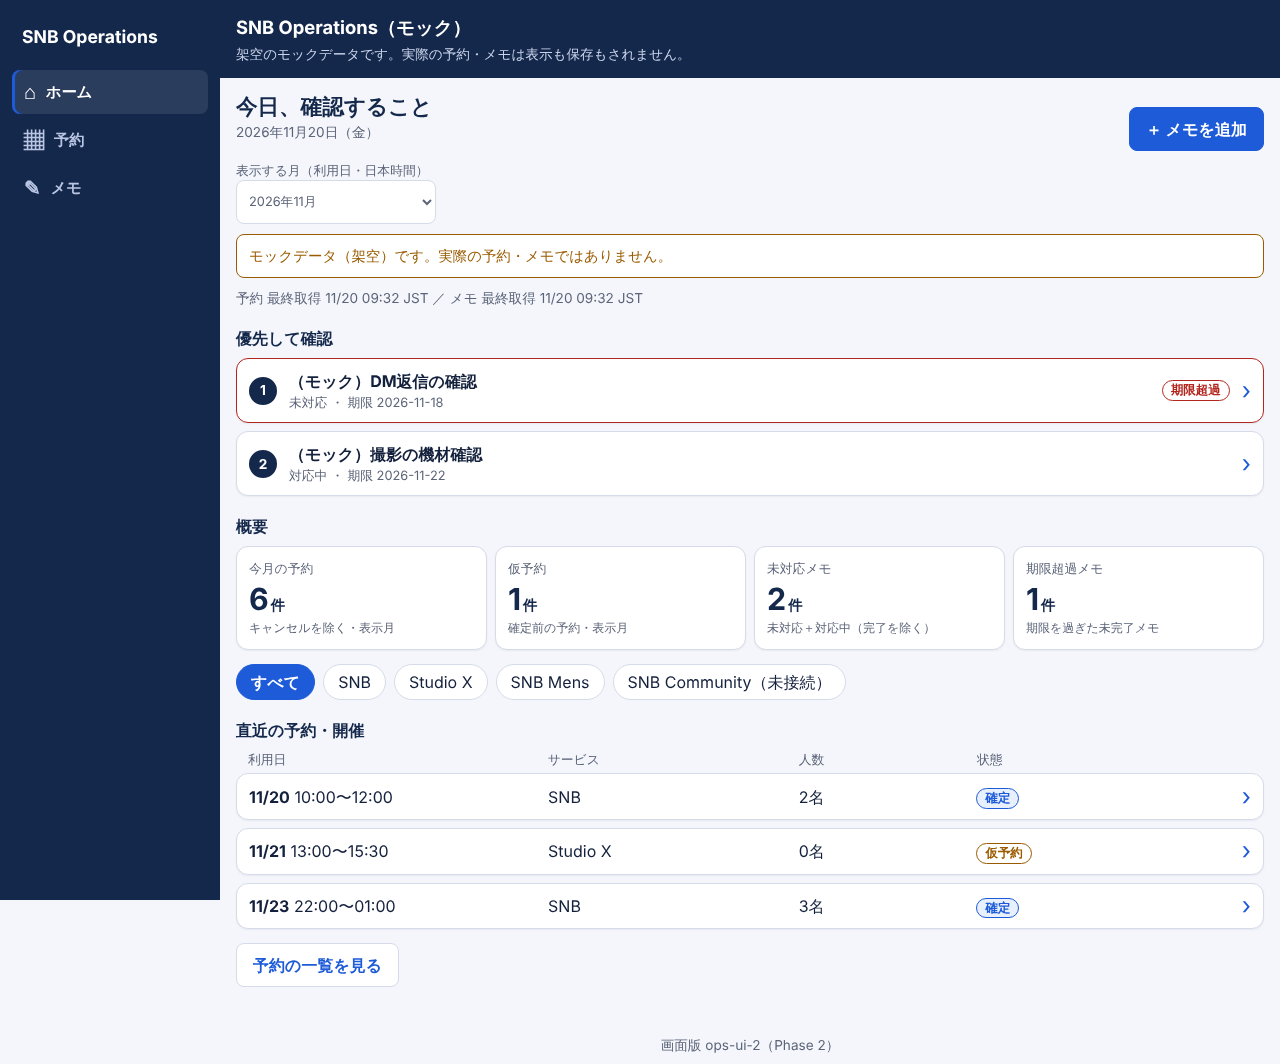 SNB Operations
ホーム
予約
メモ
SNB Operations（モック）
架空のモックデータです。実際の予約・メモは表示も保存もされません。
今日、確認すること
2026年11月20日（金）
+ メモを追加
表示する月（利用日・日本時間）
2026年11月
モックデータ（架空）です。実際の予約・メモではありません。
予約 最終取得 11/20 09:32 JST ／ メモ 最終取得 11/20 09:32 JST
優先して確認
1
（モック）DM返信の確認
未対応 ・ 期限 2026-11-18
期限超過
2
（モック）撮影の機材確認
対応中 ・ 期限 2026-11-22
概要
今月の予約
6件
キャンセルを除く・表示月
仮予約
1件
確定前の予約・表示月
未対応メモ
2件
未対応＋対応中（完了を除く）
期限超過メモ
1件
期限を過ぎた未完了メモ
すべて SNB Studio X SNB Mens SNB Community（未接続）
直近の予約・開催
利用日 サービス 人数 状態
11/20 10:00〜12:00 SNB 2名 確定
11/21 13:00〜15:30 Studio X 0名 仮予約
11/23 22:00〜01:00 SNB 3名 確定
予約の一覧を見る
画面版 ops-ui-2（Phase 2）